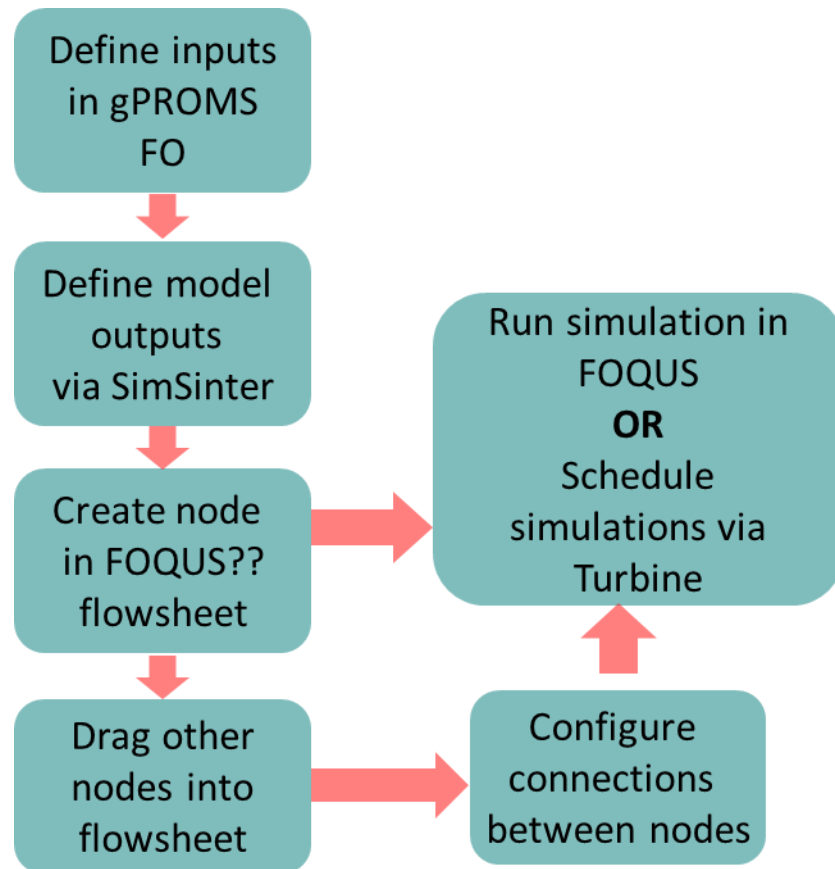 Define inputs
in gPROMS
FO
Define model
outputs
via SimSinter
Create node
in FOQUS??
flowsheet
Drag other
nodes into
flowsheet
Run simulation in
FOQUS
OR
Schedule
simulations via
Turbine
Configure
connections
between nodes